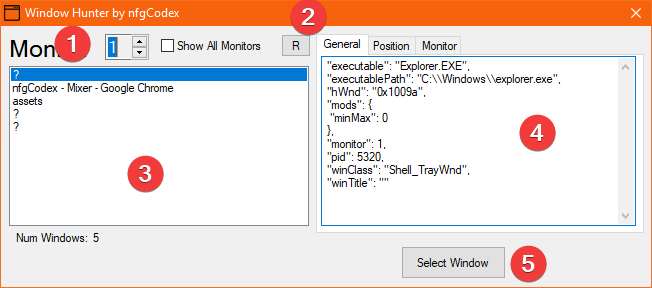 Window Hunter by nfgCodex
2
Mon
1
1
Show All Monitors
R
General
Position
Monitor
?
nfgCodex - Mixer - Google Chrome
assets
?
?
3
"executable": "Explorer.EXE",
"executablePath": "C:\\Windows\\explorer.exe",
"hWnd": "0x1009a",
"mods": {
"minMax": 0
},
"monitor": 1,
"pid": 5320,
"winClass": "Shell_TrayWnd",
"winTitle": ""
4
Num Windows: 5
Select Window
5